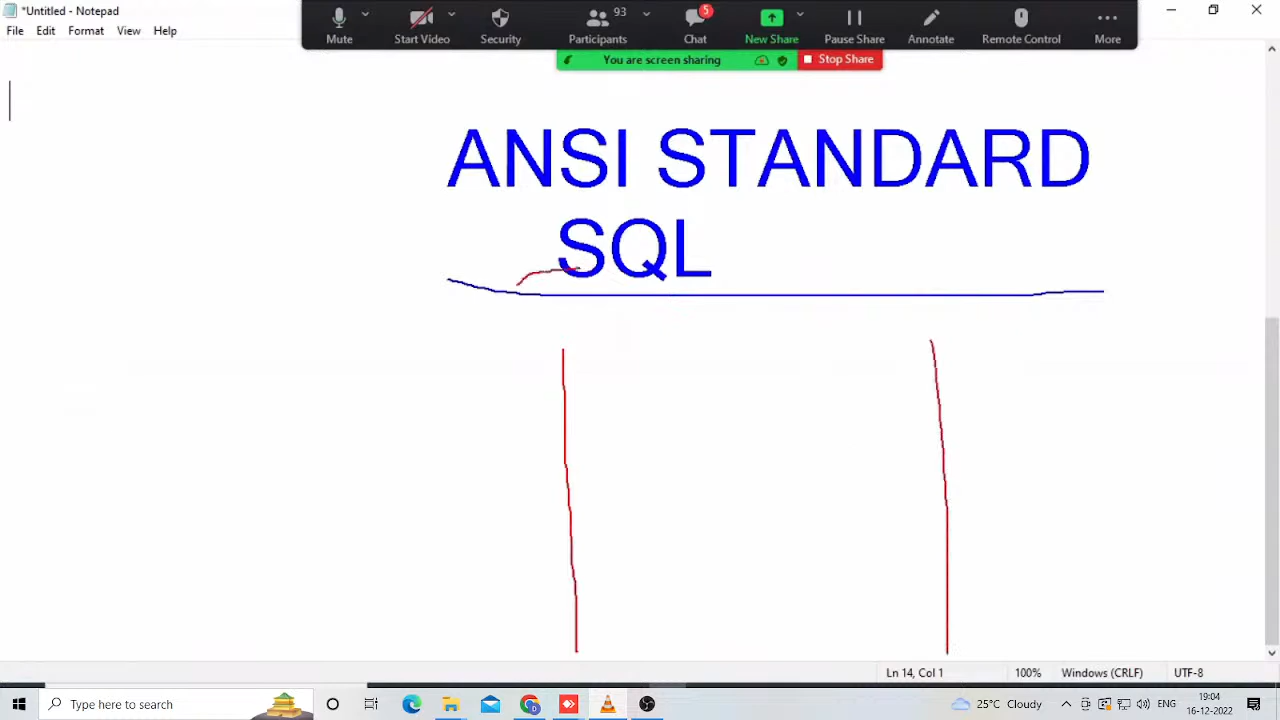 *Untitled - Notepad
File Edit Format View Help
Mute Start Video Security Participants 93 Chat 5 New Share Pause Share Annotate Remote Control More
You are screen sharing Stop Share
ANSI STANDARD
SQL
Ln 14, Col 1 100% Windows (CRLF) UTF-8
Type here to search 25°C Cloudy ENG 19:04
16-12-2022